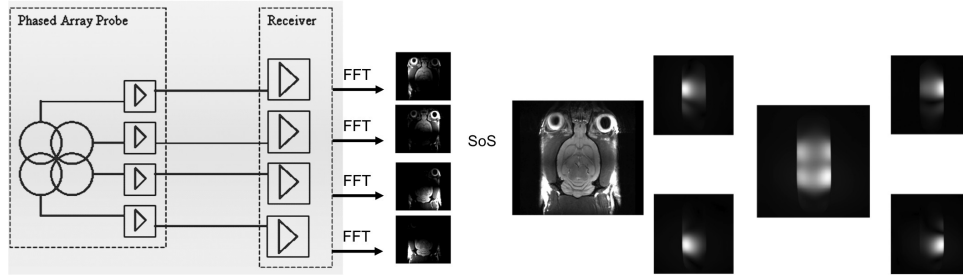 Phased Array Probe
Receiver
FFT
FFT
FFT
FFT
SoS